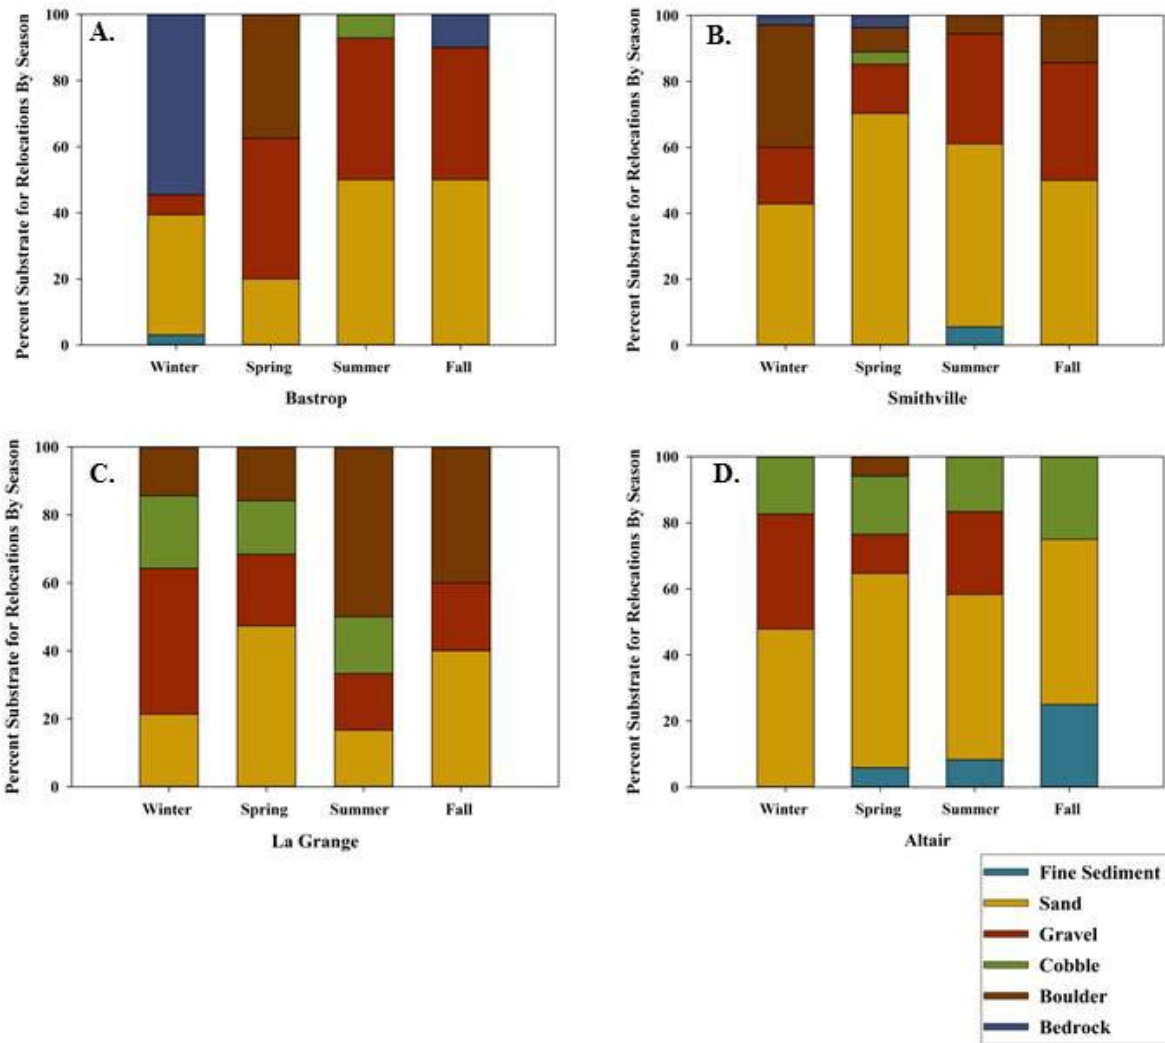 A.
Percent Substrate for Relocations By Season
100
80
60
40
20
0
Winter Spring Summer Fall
Bastrop
B.
Percent Substrate for Relocations By Season
100
80
60
40
20
0
Winter Spring Summer Fall
Smithville
C.
Percent Substrate for Relocations By Season
100
80
60
40
20
0
Winter Spring Summer Fall
La Grange
D.
Percent Substrate for Relocations By Season
100
80
60
40
20
0
Winter Spring Summer Fall
Altair
Fine Sediment
Sand
Gravel
Cobble
Boulder
Bedrock